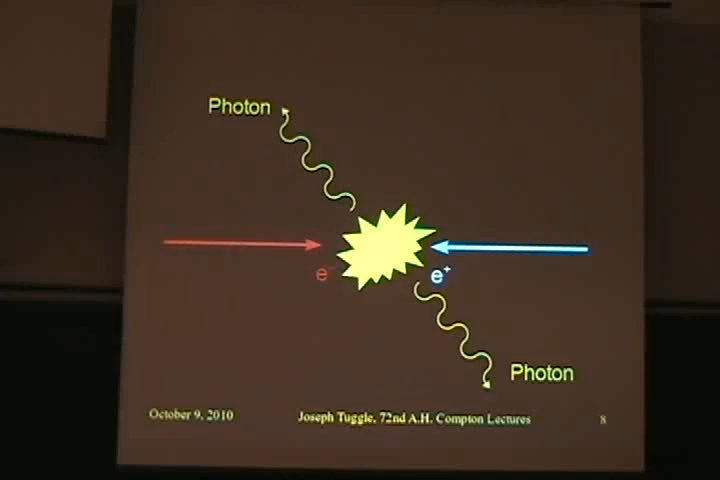 Photon
e⁻
e⁺
Photon
October 9, 2010
Joseph Tuggle, 72nd A.H. Compton Lectures
8